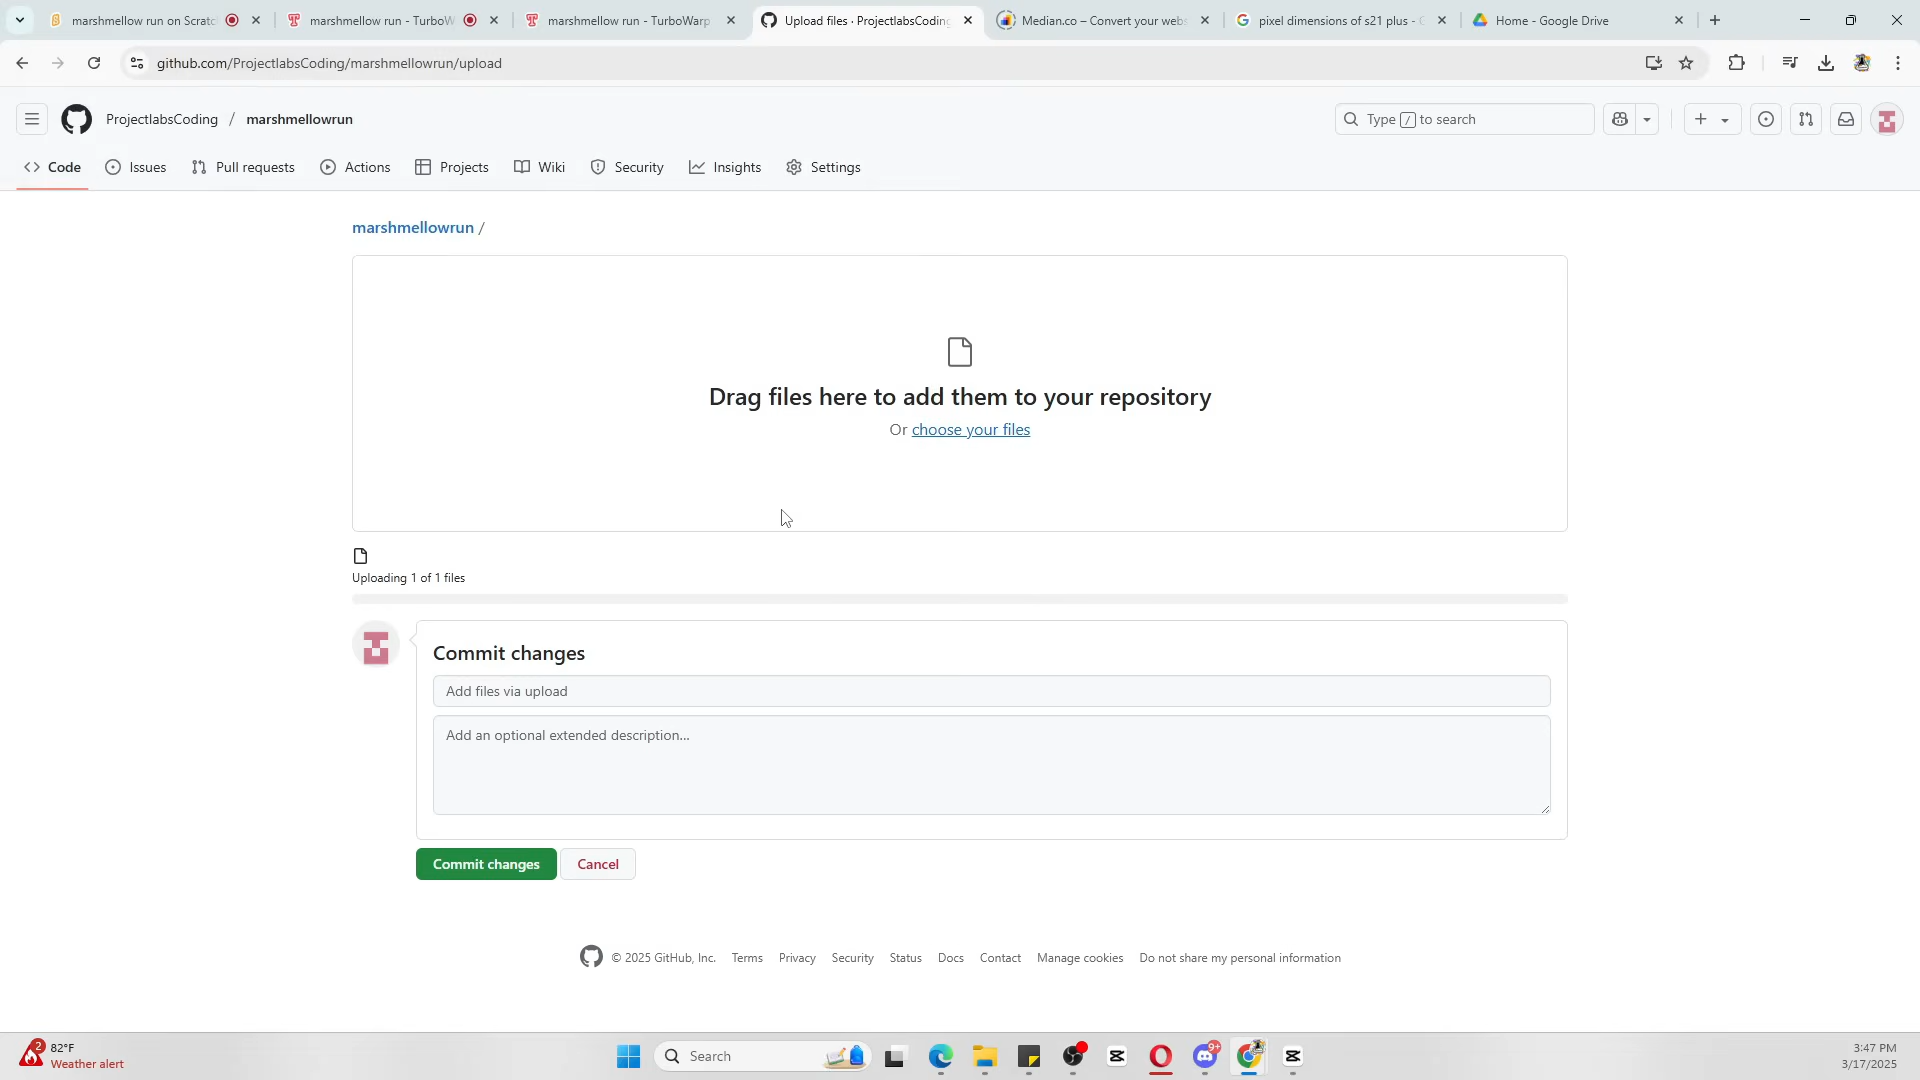 marshmellow run on Scratc
marshmellow run - TurboW
marshmellow run - TurboWarp
Upload files · ProjectlabsCoding
Median.co – Convert your webs
pixel dimensions of s21 plus -
Home - Google Drive
github.com/ProjectlabsCoding/marshmellowrun/upload
ProjectlabsCoding / marshmellowrun
Type / to search
Code
Issues
Pull requests
Actions
Projects
Wiki
Security
Insights
Settings
marshmellowrun /
Drag files here to add them to your repository
Or choose your files
Uploading 1 of 1 files
Commit changes
Add files via upload
Add an optional extended description...
Commit changes
Cancel
© 2025 GitHub, Inc.
Terms
Privacy
Security
Status
Docs
Contact
Manage cookies
Do not share my personal information
2
82°F
Weather alert
Search
9+
3:47 PM
3/17/2025